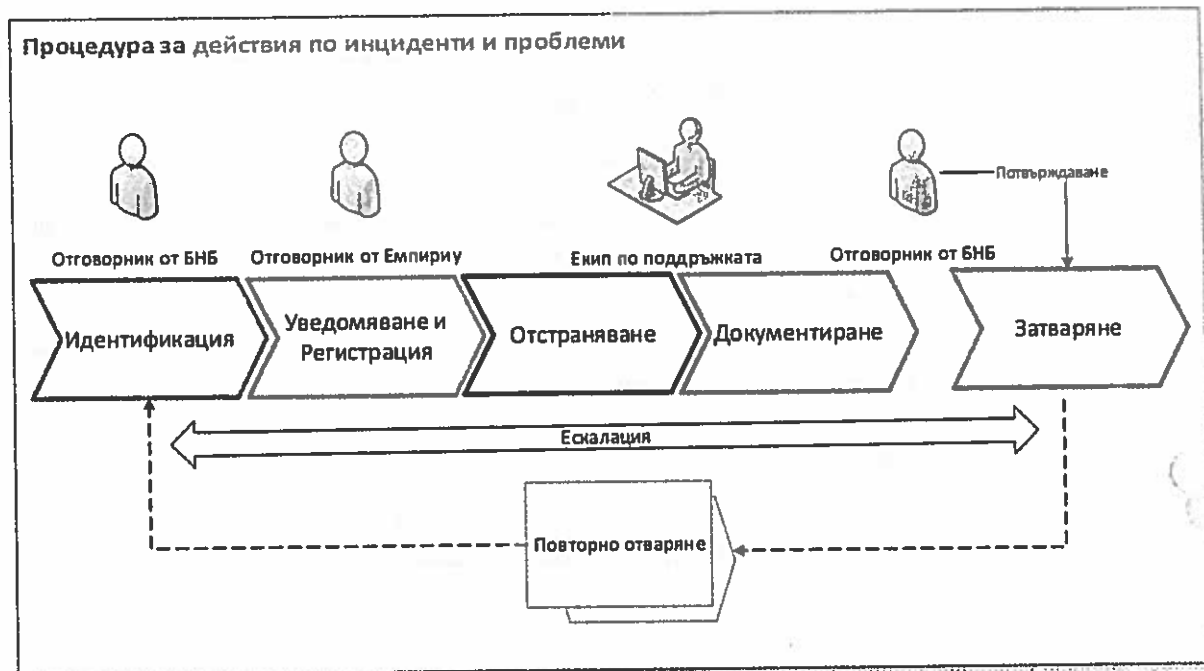 Процедура за действия по инциденти и проблеми
Потвърждаване
Отговорник от БНБ
Отговорник от Емпириу
Екип по поддръжката
Отговорник от БНБ
Идентификация
Уведомяване и
Регистрация
Отстраняване
Документиране
Затваряне
Ескалация
Повторно отваряне